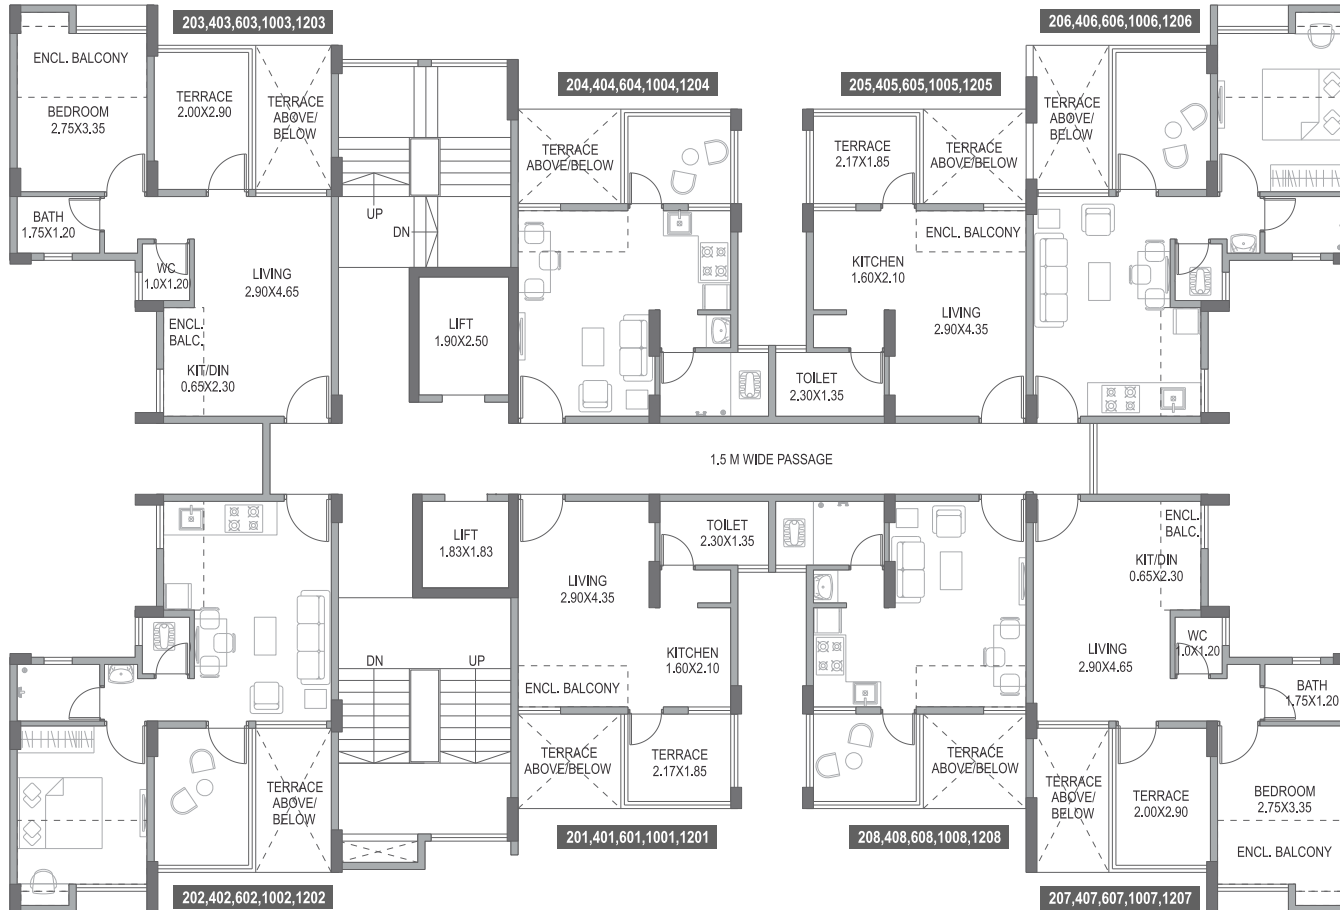 203,403,603,1003,1203
206,406,606,1006,1206
ENCL. BALCONY
BEDROOM
2.75X3.35
TERRACE
2.00X2.90
TERRACE
ABOVE/
BELOW
204,404,604,1004,1204
205,405,605,1005,1205
TERRACE
ABOVE/BELOW
TERRACE
2.17X1.85
TERRACE
ABOVE/BELOW
TERRACE
ABOVE/
BELOW
BATH
1.75X1.20
UP
DN
WC
1.0X1.20
LIVING
2.90X4.65
ENCL. BALCONY
KITCHEN
1.60X2.10
LIVING
2.90X4.35
ENCL.
BALC.
KIT/DIN
0.65X2.30
LIFT
1.90X2.50
TOILET
2.30X1.35
1.5 M WIDE PASSAGE
LIFT
1.83X1.83
TOILET
2.30X1.35
ENCL.
BALC.
KIT/DIN
0.65X2.30
LIVING
2.90X4.35
KITCHEN
1.60X2.10
LIVING
2.90X4.65
WC
1.0X1.20
DN
UP
ENCL. BALCONY
BATH
1.75X1.20
TERRACE
ABOVE/
BELOW
TERRACE
ABOVE/BELOW
TERRACE
2.17X1.85
TERRACE
ABOVE/BELOW
TERRACE
ABOVE/
BELOW
TERRACE
2.00X2.90
BEDROOM
2.75X3.35
ENCL. BALCONY
201,401,601,1001,1201
208,408,608,1008,1208
202,402,602,1002,1202
207,407,607,1007,1207